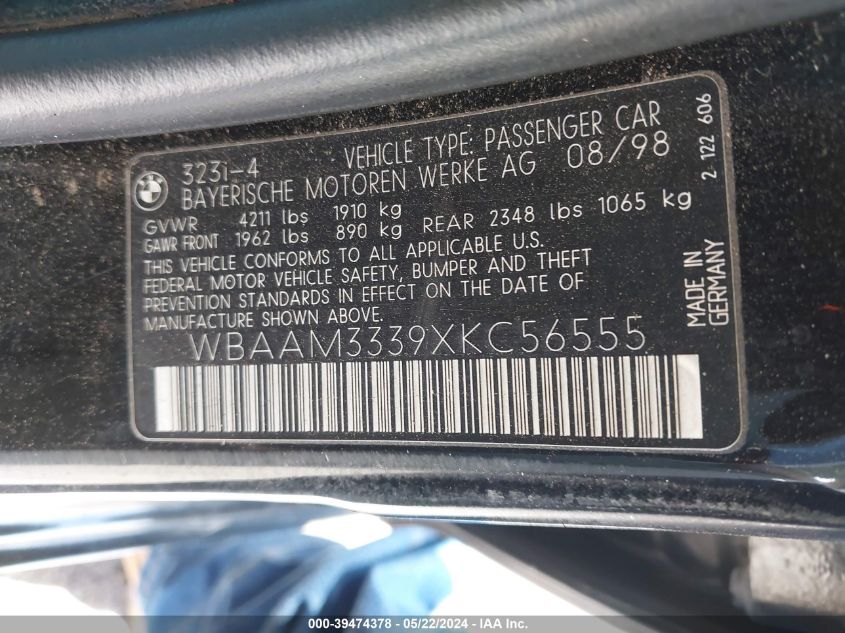 323i-4 VEHICLE TYPE: PASSENGER CAR
BAYERISCHE MOTOREN WERKE AG 08/98
GVWR 4211 lbs 1910 kg
GAWR FRONT 1962 lbs 890 kg REAR 2348 lbs 1065 kg
THIS VEHICLE CONFORMS TO ALL APPLICABLE U.S.
FEDERAL MOTOR VEHICLE SAFETY, BUMPER AND THEFT
PREVENTION STANDARDS IN EFFECT ON THE DATE OF
MANUFACTURE SHOWN ABOVE.
WBAAM3339XKC56555
2 122 606
MADE IN
GERMANY
000-39474378 - 05/22/2024 - IAA Inc.